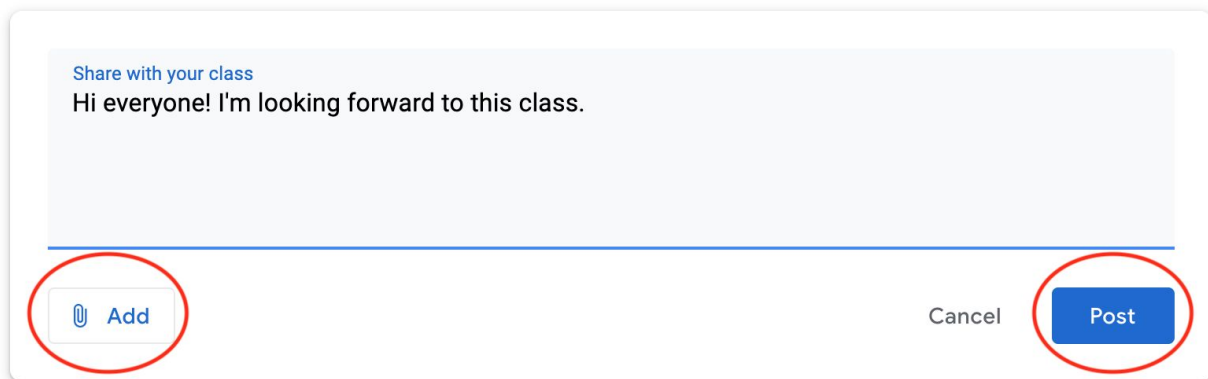 Share with your class
Hi everyone! I'm looking forward to this class.
Add
Cancel
Post